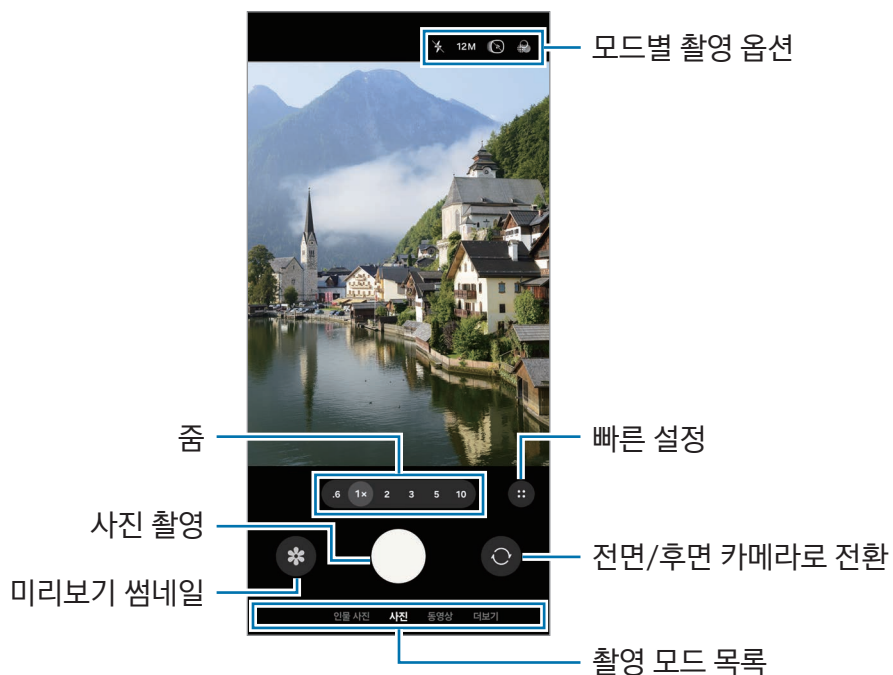 12M
모드별 촬영 옵션
줌
빠른 설정
.6 1× 2 3 5 10
사진 촬영
전면/후면 카메라로 전환
미리보기 썸네일
인물 사진 사진 동영상 더보기
촬영 모드 목록